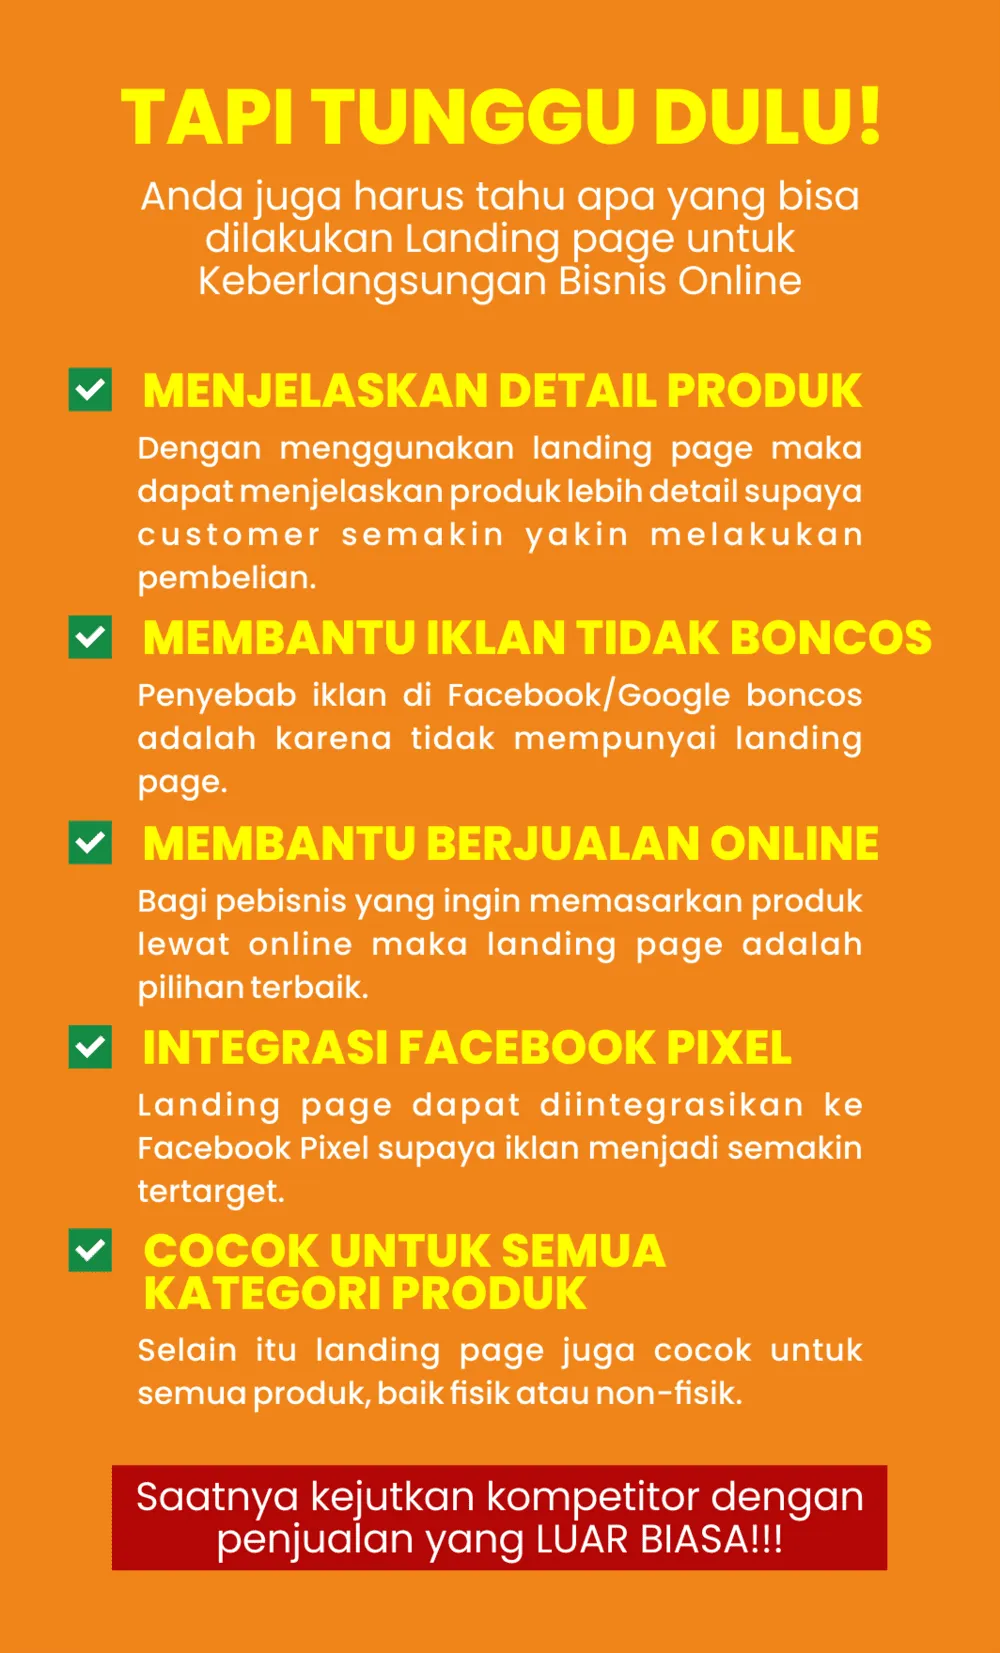 TAPI TUNGGU DULU!
Anda juga harus tahu apa yang bisa
dilakukan Landing page untuk
Keberlangsungan Bisnis Online
MENJELASKAN DETAIL PRODUK
Dengan menggunakan landing page maka
dapat menjelaskan produk lebih detail supaya
customer semakin yakin melakukan
pembelian.
MEMBANTU IKLAN TIDAK BONCOS
Penyebab iklan di Facebook/Google boncos
adalah karena tidak mempunyai landing
page.
MEMBANTU BERJUALAN ONLINE
Bagi pebisnis yang ingin memasarkan produk
lewat online maka landing page adalah
pilihan terbaik.
INTEGRASI FACEBOOK PIXEL
Landing page dapat diintegrasikan ke
Facebook Pixel supaya iklan menjadi semakin
tertarget.
COCOK UNTUK SEMUA
KATEGORI PRODUK
Selain itu landing page juga cocok untuk
semua produk, baik fisik atau non-fisik.
Saatnya kejutkan kompetitor dengan
penjualan yang LUAR BIASA!!!